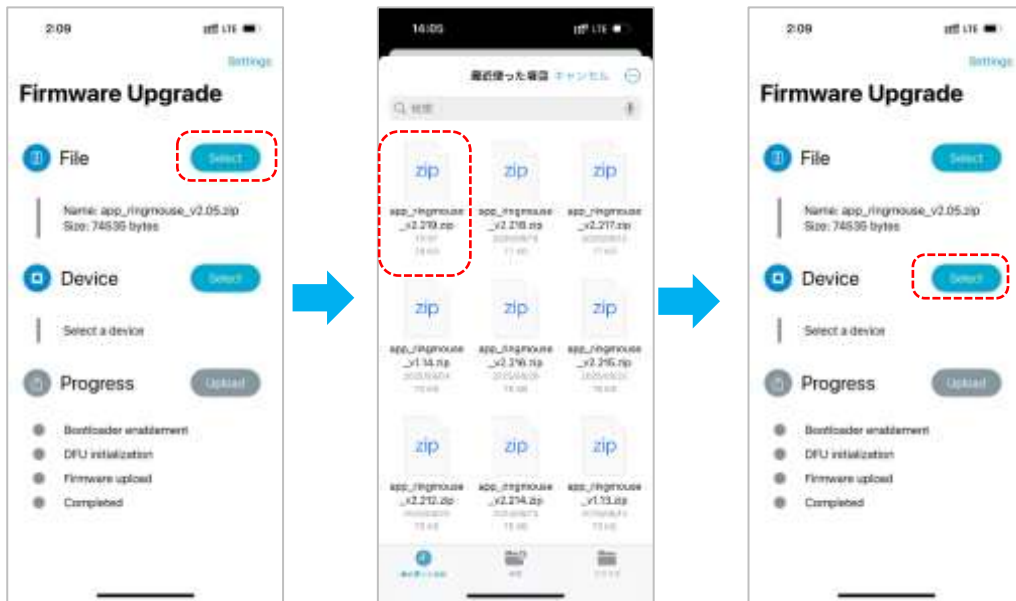 2:09
LTE
Settings
Firmware Upgrade
File
Select
Name: app_ringmouse_v2.05.zip
Size: 74535 bytes
Device
Select
Select a device
Progress
Upload
Bootloader enablement
DFU initialization
Firmware upload
Completed
14:05
LTE
最近使った項目 キャンセル
検索
zip
zip
zip
app_ringmouse
_v2.219.zip
app_ringmouse
_v2.218.zip
app_ringmouse
_v2.217.zip
zip
zip
zip
app_ringmouse
_v1.14.zip
app_ringmouse
_v2.216.zip
app_ringmouse
_v2.215.zip
zip
zip
zip
app_ringmouse
_v2.212.zip
app_ringmouse
_v2.214.zip
app_ringmouse
_v1.13.zip
2:09
LTE
Settings
Firmware Upgrade
File
Select
Name: app_ringmouse_v2.05.zip
Size: 74535 bytes
Device
Select
Select a device
Progress
Upload
Bootloader enablement
DFU initialization
Firmware upload
Completed